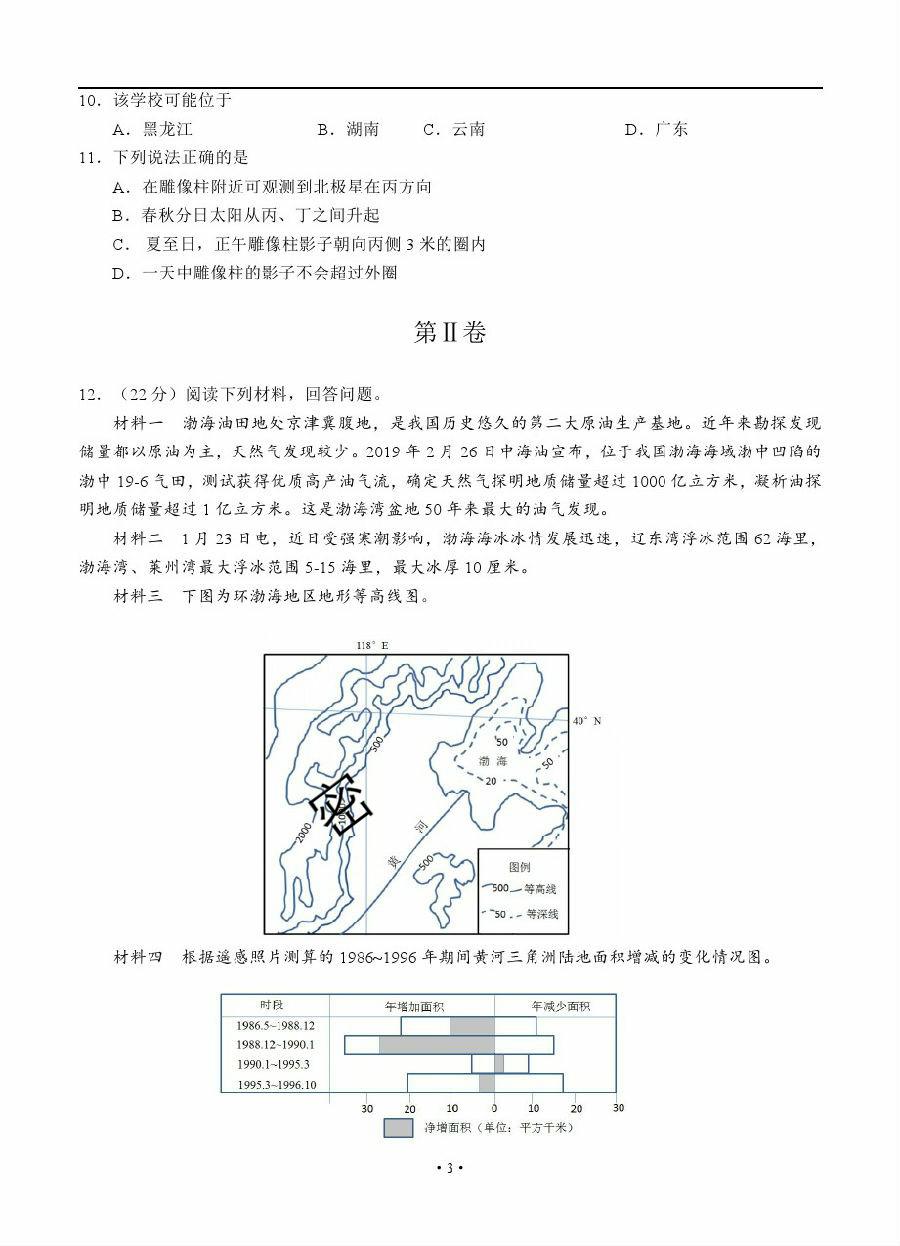 10．该学校可能位于
A．黑龙江 B．湖南 C．云南 D．广东
11．下列说法正确的是
A．在雕像柱附近可观测到北极星在丙方向
B．春秋分日太阳从丙、丁之间升起
C． 夏至日，正午雕像柱影子朝向丙侧 3 米的圈内
D．一天中雕像柱的影子不会超过外圈
第Ⅱ卷
12．（22 分）阅读下列材料，回答问题。
材料一 渤海油田地处京津冀腹地，是我国历史悠久的第二大原油生产基地。近年来勘探发现
储量都以原油为主，天然气发现较少。2019 年 2 月 26 日中海油宣布，位于我国渤海海域渤中凹陷的
渤中 19-6 气田，测试获得优质高产油气流，确定天然气探明地质储量超过 1000 亿立方米，凝析油探
明地质储量超过 1 亿立方米。这是渤海湾盆地 50 年来最大的油气发现。
材料二 1 月 23 日电，近日受强寒潮影响，渤海海冰冰情发展迅速，辽东湾浮冰范围 62 海里，
渤海湾、莱州湾最大浮冰范围 5-15 海里，最大冰厚 10 厘米。
材料三 下图为环渤海地区地形等高线图。
118° E
40° N
500
50
渤 海
50
20
密
2000
河
黄
500
图例
500 等高线
50 等深线
材料四 根据遥感照片测算的 1986~1996 年期间黄河三角洲陆地面积增减的变化情况图。
时段 年增加面积 年减少面积
1986.5~1988.12
1988.12~1990.1
1990.1~1995.3
1995.3~1996.10
30 20 10 0 10 20 30
净增面积（单位：平方千米）
·3·